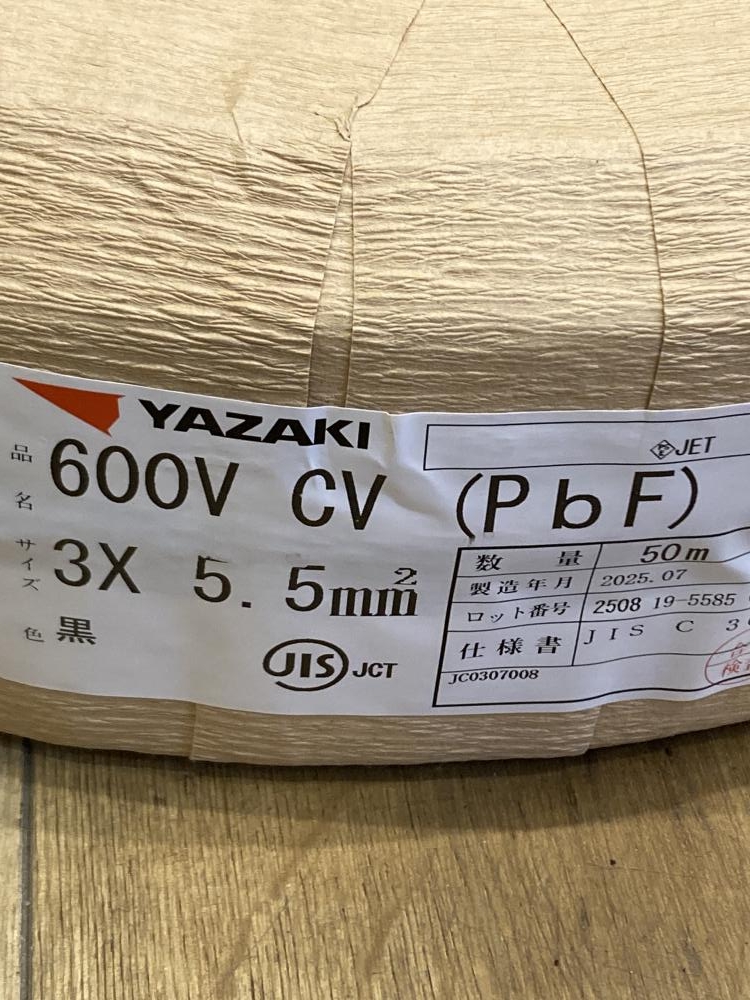 YAZAKI
JET
品名 600V CV (PbF)
サイズ 3X 5.5mm²
色 黒
JIS JCT
数量 50m
製造年月 2025.07
ロット番号 2508 19-5585
仕様書 JIS C
JC0307008